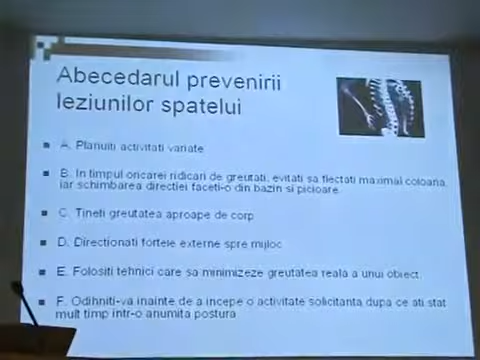 Abecedarul prevenirii
leziunilor spatelui
A. Planuiti activitati variate
B. In timpul oricarei ridicari de greutati, evitati sa flectati maximal coloana,
iar schimbarea directiei faceti-o din bazin si picioare
C. Tineti greutatea aproape de corp
D. Directionati fortele externe spre mijloc
E. Folositi tehnici care sa minimizeze greutatea reala a unui obiect
F. Odihniti-va inainte de a incepe o activitate solicitanta dupa ce ati stat
mult timp intr-o anumita postura